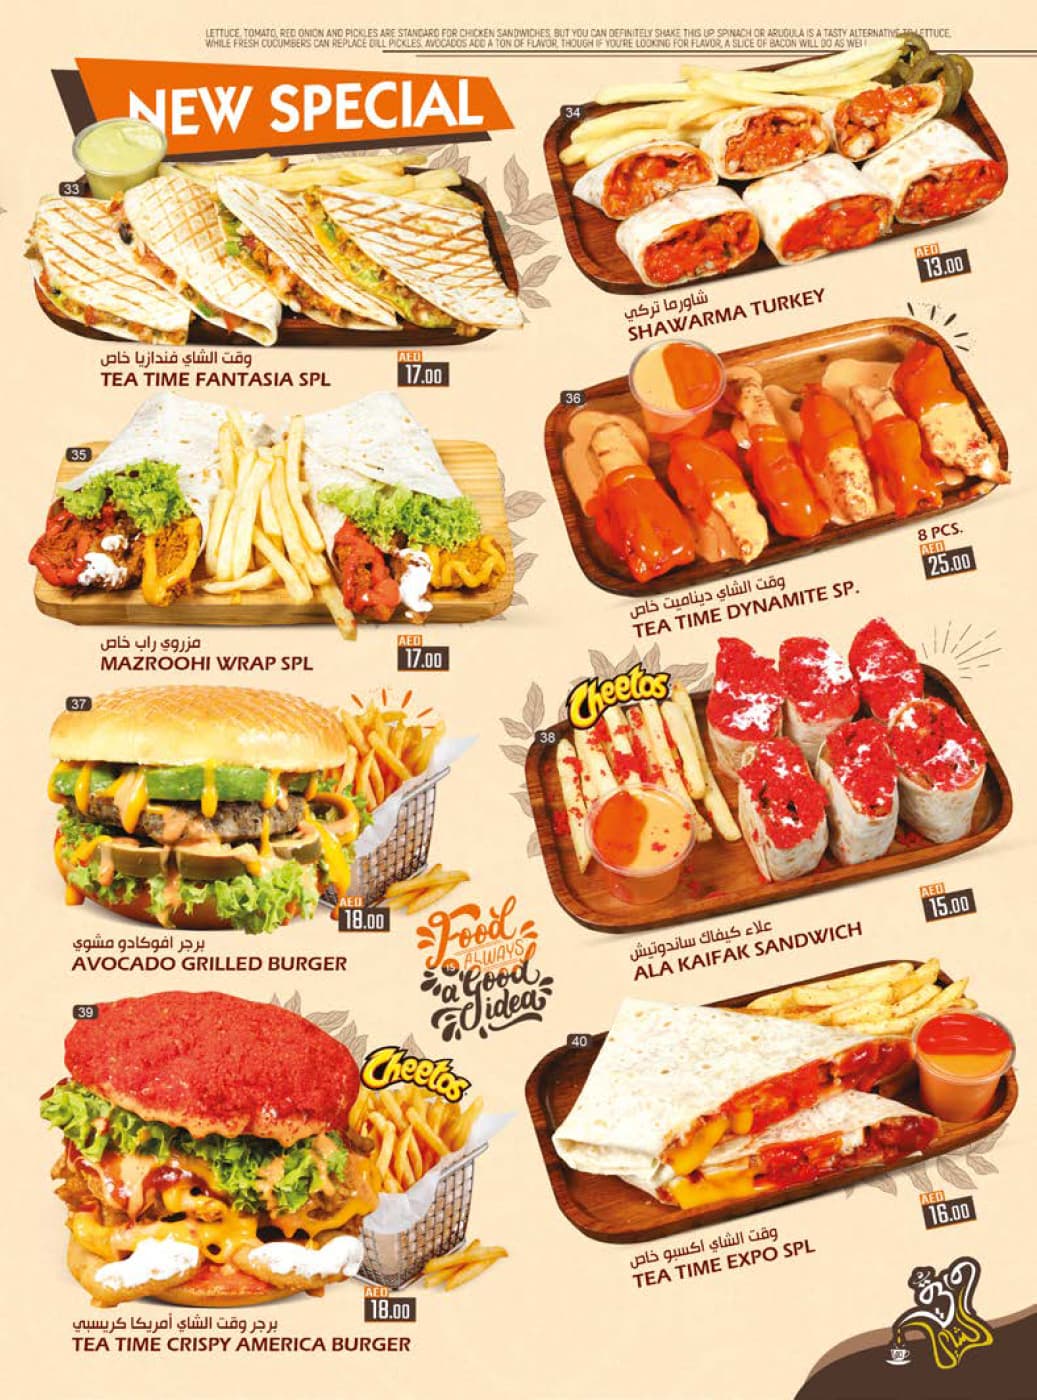 LETTUCE, TOMATO, RED ONION AND PICKLES ARE STANDARD FOR CHICKEN SANDWICHES, BUT YOU CAN DEFINITELY SHAKE THIS UP. SPINACH OR ARUGULA IS A TASTY ALTERNATIVE TO LETTUCE,
WHILE FRESH CUCUMBERS CAN REPLACE DILL PICKLES. AVOCADOS ADD A TON OF FLAVOR, THOUGH IF YOU'RE LOOKING FOR FLAVOR, A SLICE OF BACON WILL DO AS WELL
NEW SPECIAL
33
وقت الشاي فندازيا خاص
TEA TIME FANTASIA SPL
AED
17.00
34
AED
13.00
شاورما تركي
SHAWARMA TURKEY
35
مزروي راب خاص
MAZROOHI WRAP SPL
AED
17.00
36
8 PCS.
AED
25.00
وقت الشاي ديناميت خاص
TEA TIME DYNAMITE SP.
37
AED
18.00
برجر افوكادو مشوي
AVOCADO GRILLED BURGER
Cheetos
38
AED
15.00
علاء كيفاك ساندوتيش
ALA KAIFAK SANDWICH
Food
ALWAYS
IS
a Good
idea
39
Cheetos
AED
18.00
برجر وقت الشاي أمريكا كريسبي
TEA TIME CRISPY AMERICA BURGER
40
AED
16.00
وقت الشاي اكسبو خاص
TEA TIME EXPO SPL
وقت
الشاي